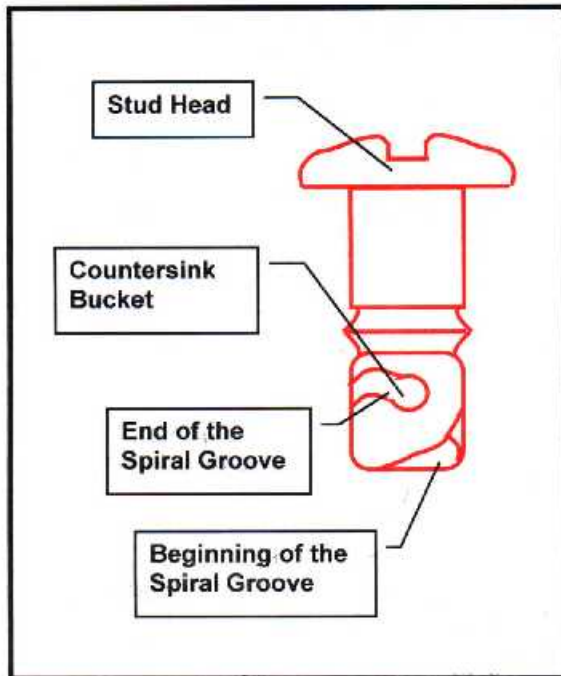 Stud Head
Countersink
Bucket
End of the
Spiral Groove
Beginning of the
Spiral Groove